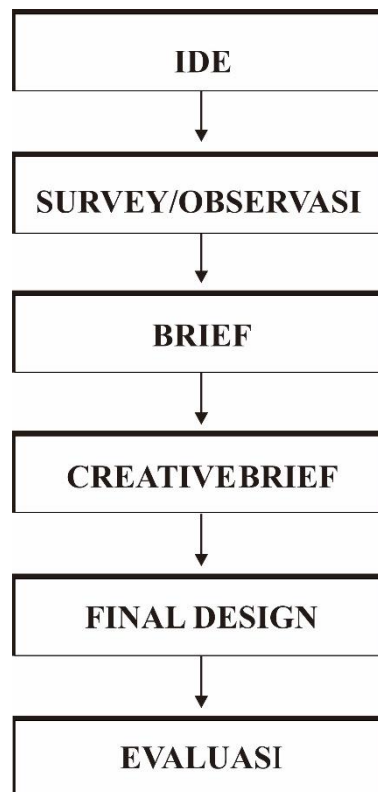 IDE
SURVEY/OBSERVASI
BRIEF
CREATIVEBRIEF
FINAL DESIGN
EVALUASI